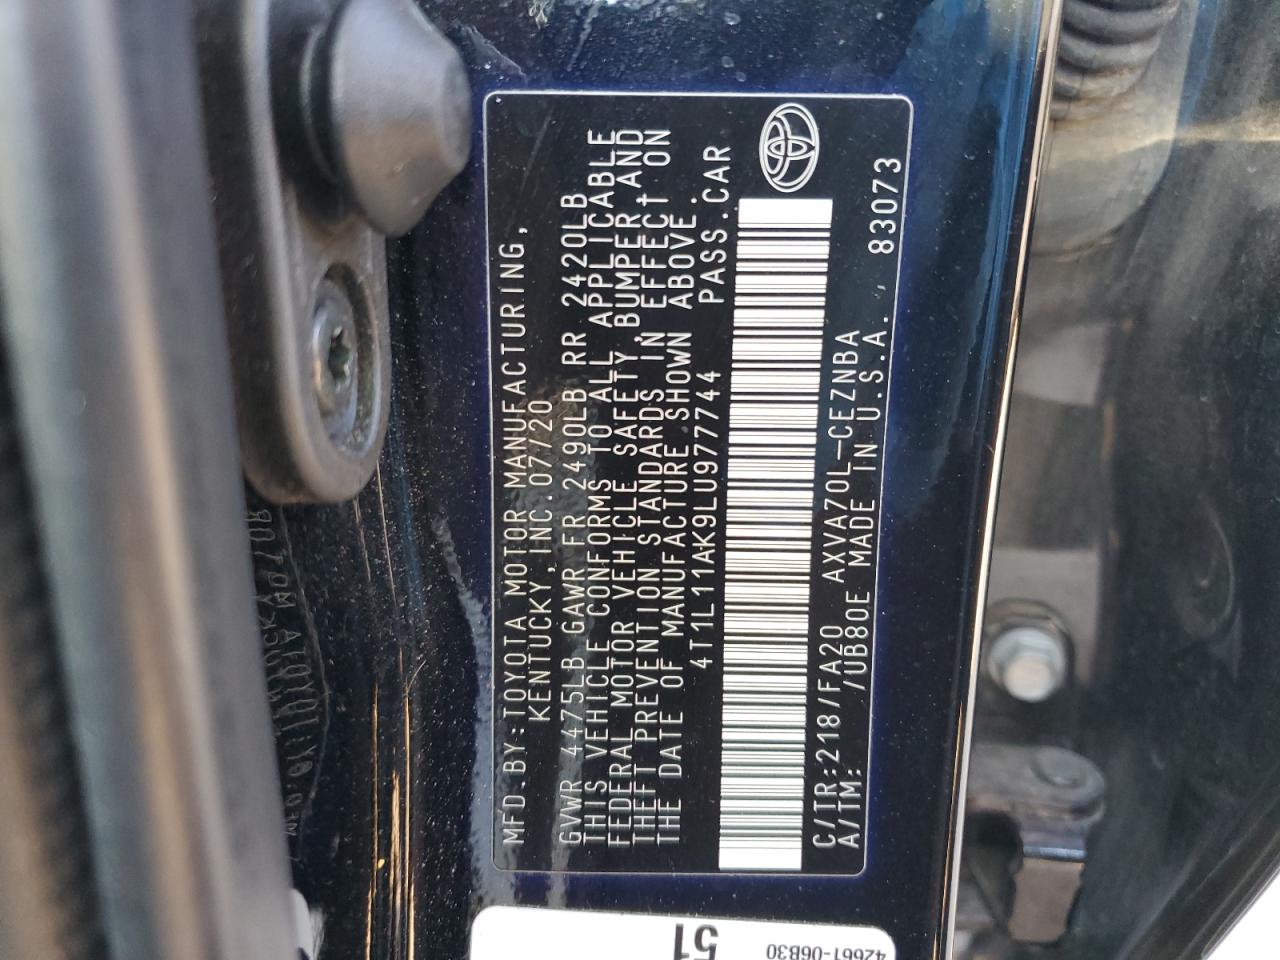 MFD.BY:TOYOTA MOTOR MANUFACTURING,
KENTUCKY,INC.07/20
GVWR 4475LB GAWR FR 2490LB RR 2420LB
THIS VEHICLE CONFORMS TO ALL APPLICABLE
FEDERAL MOTOR VEHICLE SAFETY,BUMPER,AND
THEFT PREVENTION STANDARDS IN EFFECT ON
THE DATE OF MANUFACTURE SHOWN ABOVE.
4T1L11AK9LU977744 PASS.CAR
C/TR:218/FA20 AXVA70L-CEZNBA
A/TM: /UB80E MADE IN U.S.A. 83073
51
42661-06B30